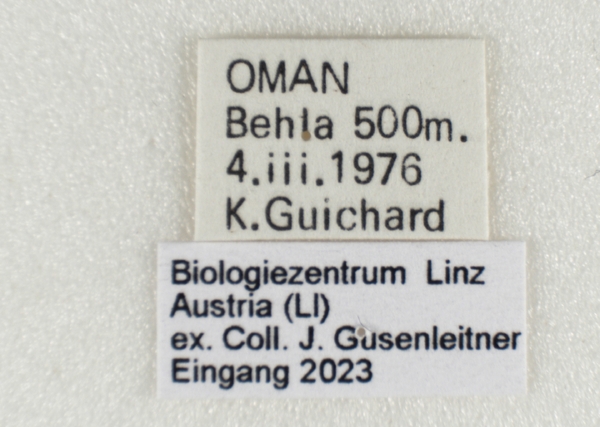 OMAN
Behla 500m.
4.iii.1976
K.Guichard
Biologiezentrum Linz
Austria (LI)
ex. Coll. J. Gusenleitner
Eingang 2023